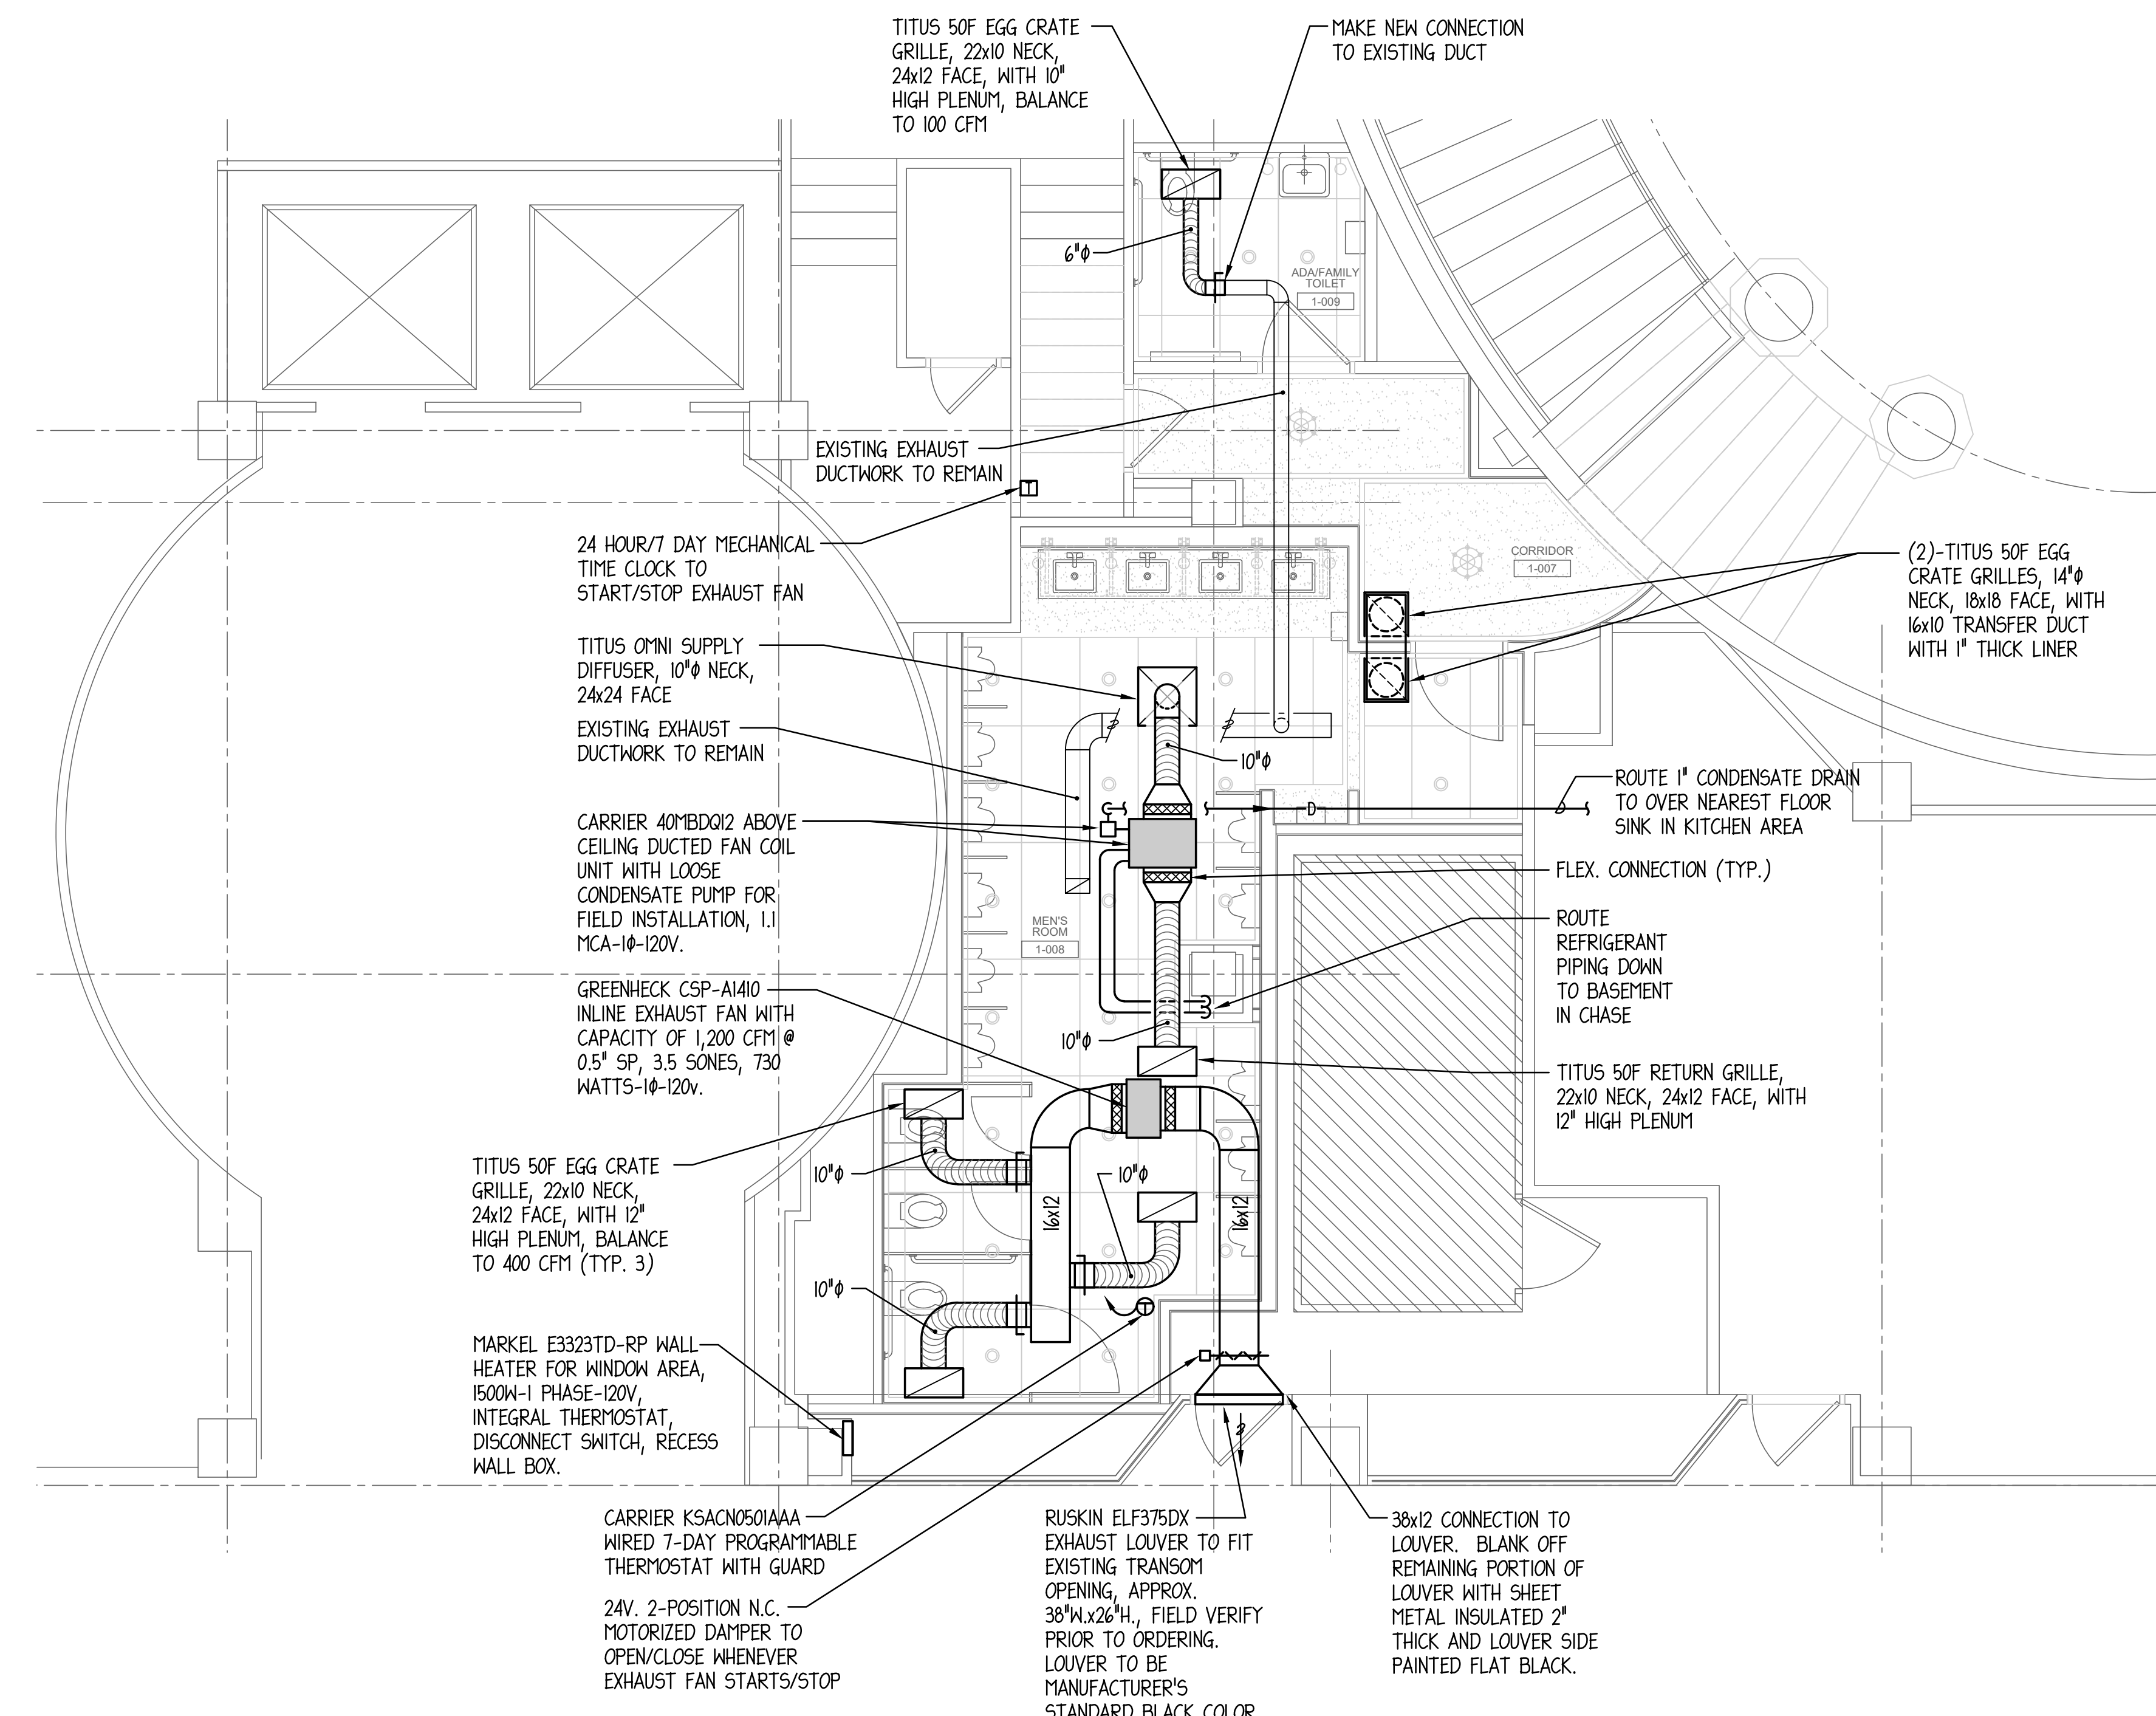 TITUS 50F EGG CRATE
GRILLE, 22x10 NECK,
24x12 FACE, WITH 10"
HIGH PLENUM, BALANCE
TO 100 CFM
MAKE NEW CONNECTION
TO EXISTING DUCT
6"ϕ
ADA/FAMILY
TOILET
1-009
EXISTING EXHAUST
DUCTWORK TO REMAIN
T
24 HOUR/7 DAY MECHANICAL
TIME CLOCK TO
START/STOP EXHAUST FAN
CORRIDOR
1-007
(2)-TITUS 50F EGG
CRATE GRILLES, 14"ϕ
NECK, 18x18 FACE, WITH
16x10 TRANSFER DUCT
WITH 1" THICK LINER
TITUS OMNI SUPPLY
DIFFUSER, 10"ϕ NECK,
24x24 FACE
EXISTING EXHAUST
DUCTWORK TO REMAIN
10"ϕ
ROUTE 1" CONDENSATE DRAIN
TO OVER NEAREST FLOOR
SINK IN KITCHEN AREA
D
CARRIER 40MBDQ12 ABOVE
CEILING DUCTED FAN COIL
UNIT WITH LOOSE
CONDENSATE PUMP FOR
FIELD INSTALLATION, 1.1
MCA-1ϕ-120V.
FLEX. CONNECTION (TYP.)
MEN'S
ROOM
1-008
ROUTE
REFRIGERANT
PIPING DOWN
TO BASEMENT
IN CHASE
GREENHECK CSP-A1410
INLINE EXHAUST FAN WITH
CAPACITY OF 1,200 CFM @
0.5" SP, 3.5 SONES, 730
WATTS-1ϕ-120v.
10"ϕ
TITUS 50F RETURN GRILLE,
22x10 NECK, 24x12 FACE, WITH
12" HIGH PLENUM
TITUS 50F EGG CRATE
GRILLE, 22x10 NECK,
24x12 FACE, WITH 12"
HIGH PLENUM, BALANCE
TO 400 CFM (TYP. 3)
10"ϕ
10"ϕ
16x12
16x12
10"ϕ
T
MARKEL E3323TD-RP WALL
HEATER FOR WINDOW AREA,
1500W-1 PHASE-120V,
INTEGRAL THERMOSTAT,
DISCONNECT SWITCH, RECESS
WALL BOX.
CARRIER KSACN0501AAA
WIRED 7-DAY PROGRAMMABLE
THERMOSTAT WITH GUARD
24V. 2-POSITION N.C.
MOTORIZED DAMPER TO
OPEN/CLOSE WHENEVER
EXHAUST FAN STARTS/STOP
RUSKIN ELF375DX
EXHAUST LOUVER TO FIT
EXISTING TRANSOM
OPENING, APPROX.
38"W.x26"H., FIELD VERIFY
PRIOR TO ORDERING.
LOUVER TO BE
MANUFACTURER'S
STANDARD BLACK COLOR
38x12 CONNECTION TO
LOUVER. BLANK OFF
REMAINING PORTION OF
LOUVER WITH SHEET
METAL INSULATED 2"
THICK AND LOUVER SIDE
PAINTED FLAT BLACK.